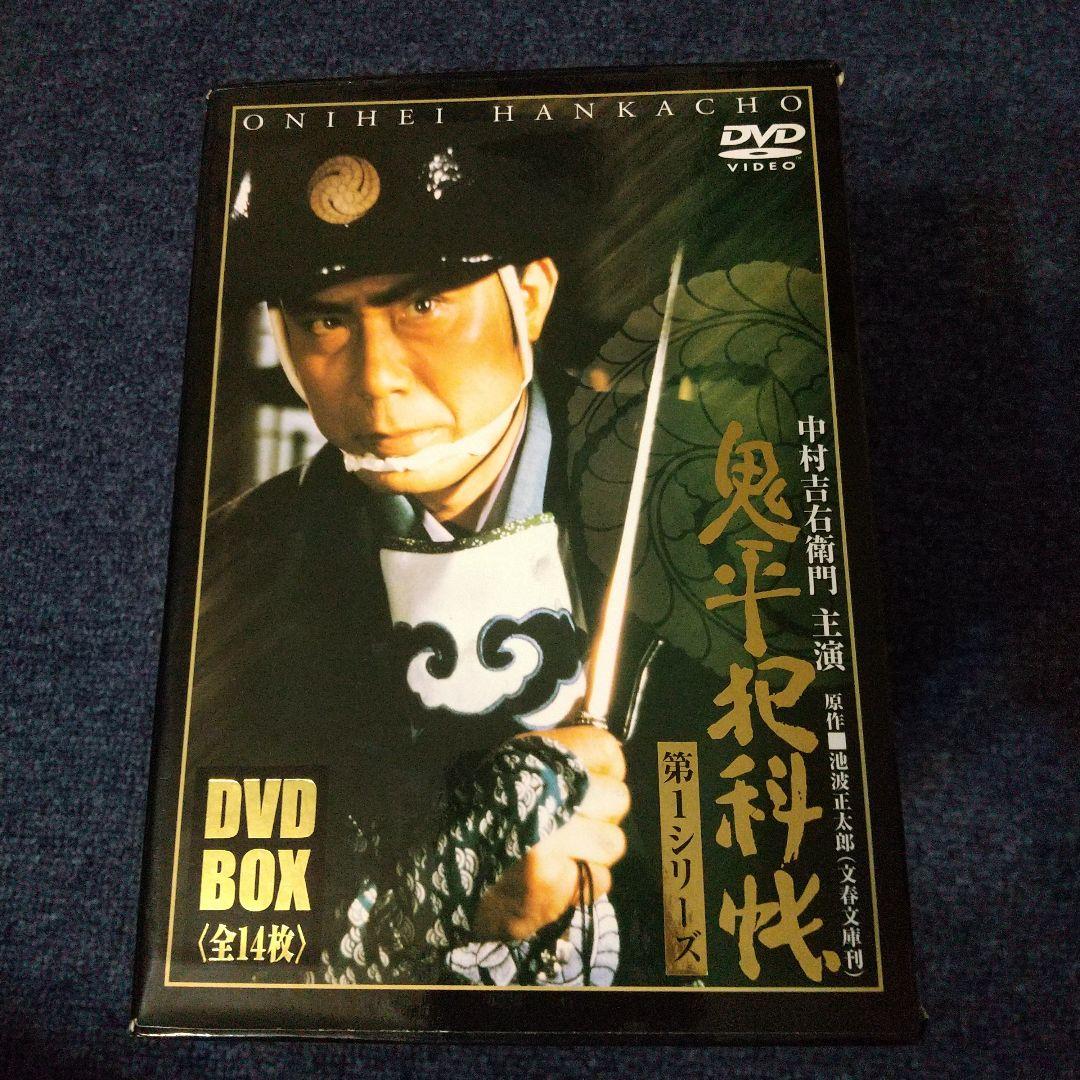 ONIHEI HANKACHO
DVD
VIDEO
中村吉右衛門 主演
原作■池波正太郎(文春文庫刊)
鬼平犯科帳
第1シリーズ
DVD
BOX
〈全14枚〉